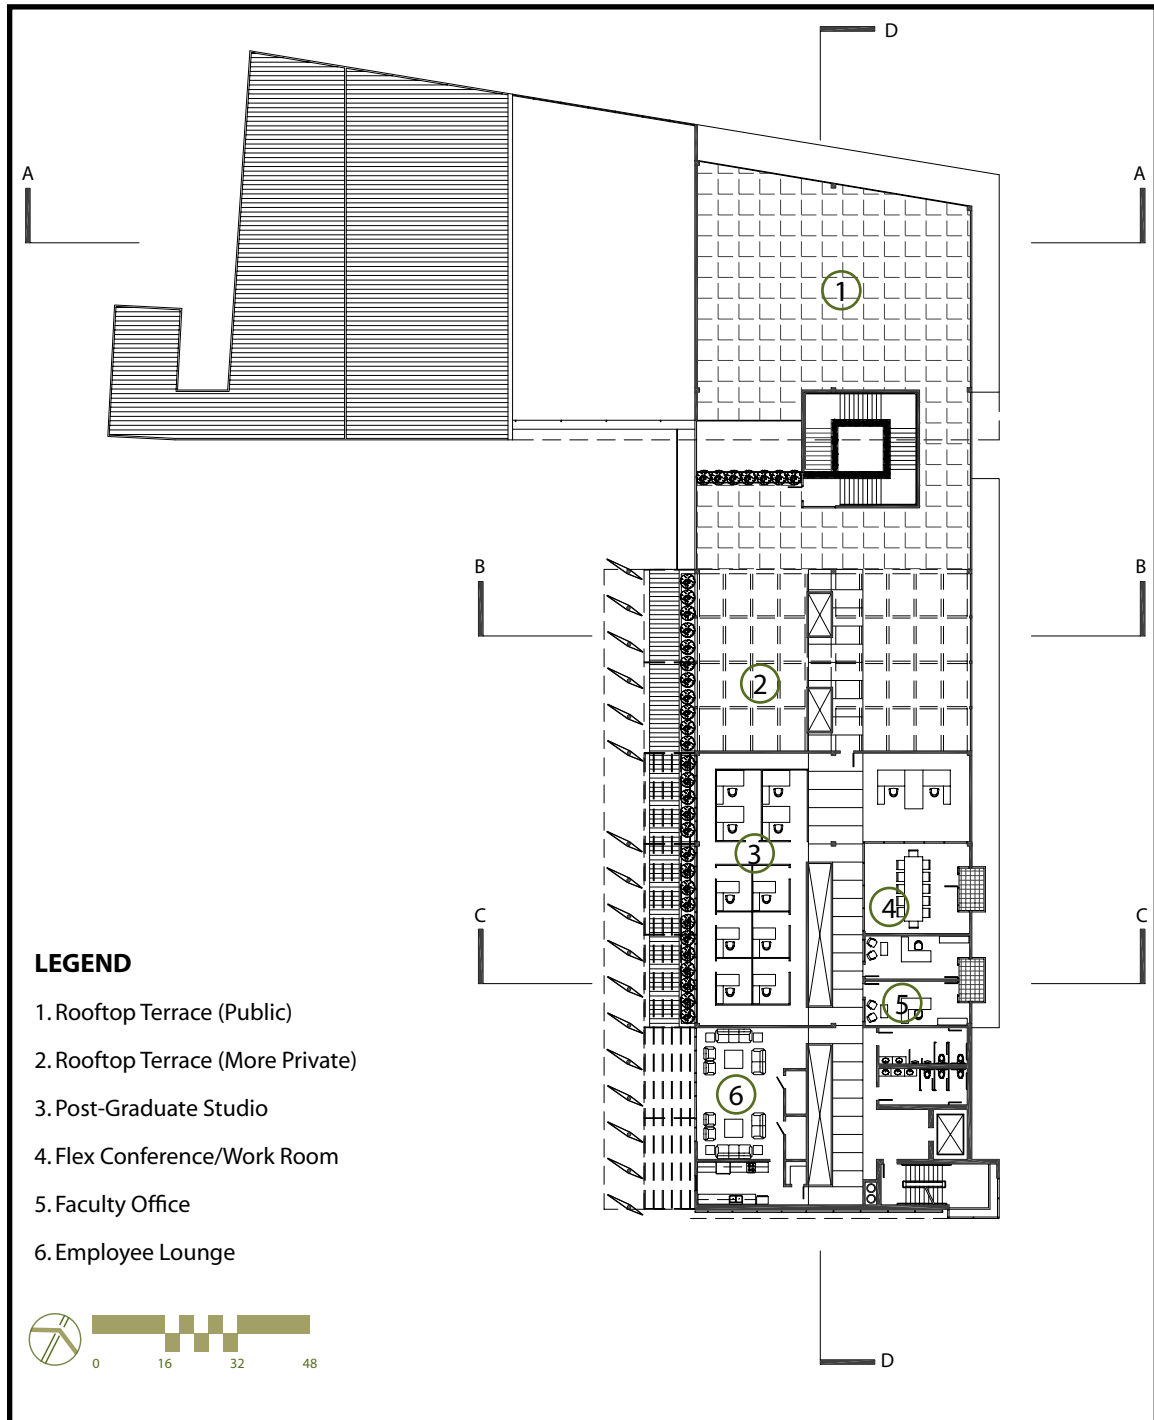 D
A
A
1
B
B
2
3
4
C
C
5
6
LEGEND
1. Rooftop Terrace (Public)
2. Rooftop Terrace (More Private)
3. Post-Graduate Studio
4. Flex Conference/Work Room
5. Faculty Office
6. Employee Lounge
0 16 32 48
D